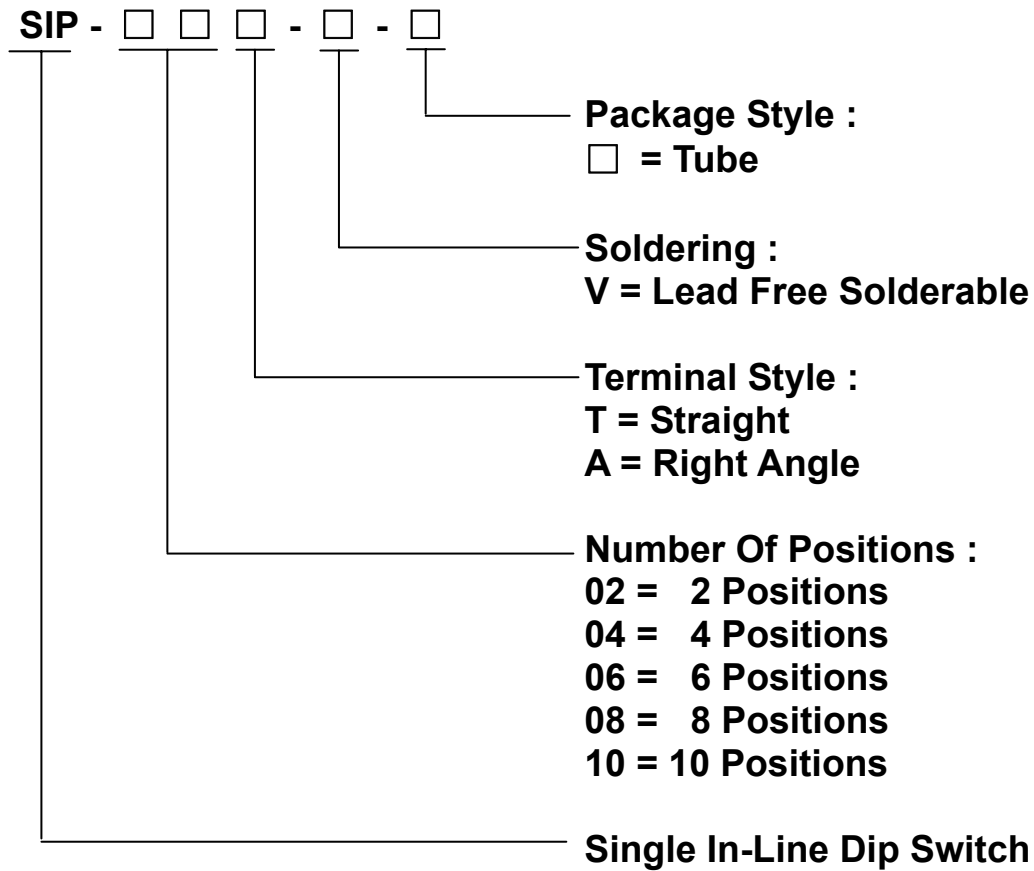 SIP - □ □ □ - □ - □
Package Style :
□ = Tube
Soldering :
V = Lead Free Solderable
Terminal Style :
T = Straight
A = Right Angle
Number Of Positions :
02 = 2 Positions
04 = 4 Positions
06 = 6 Positions
08 = 8 Positions
10 = 10 Positions
Single In-Line Dip Switch